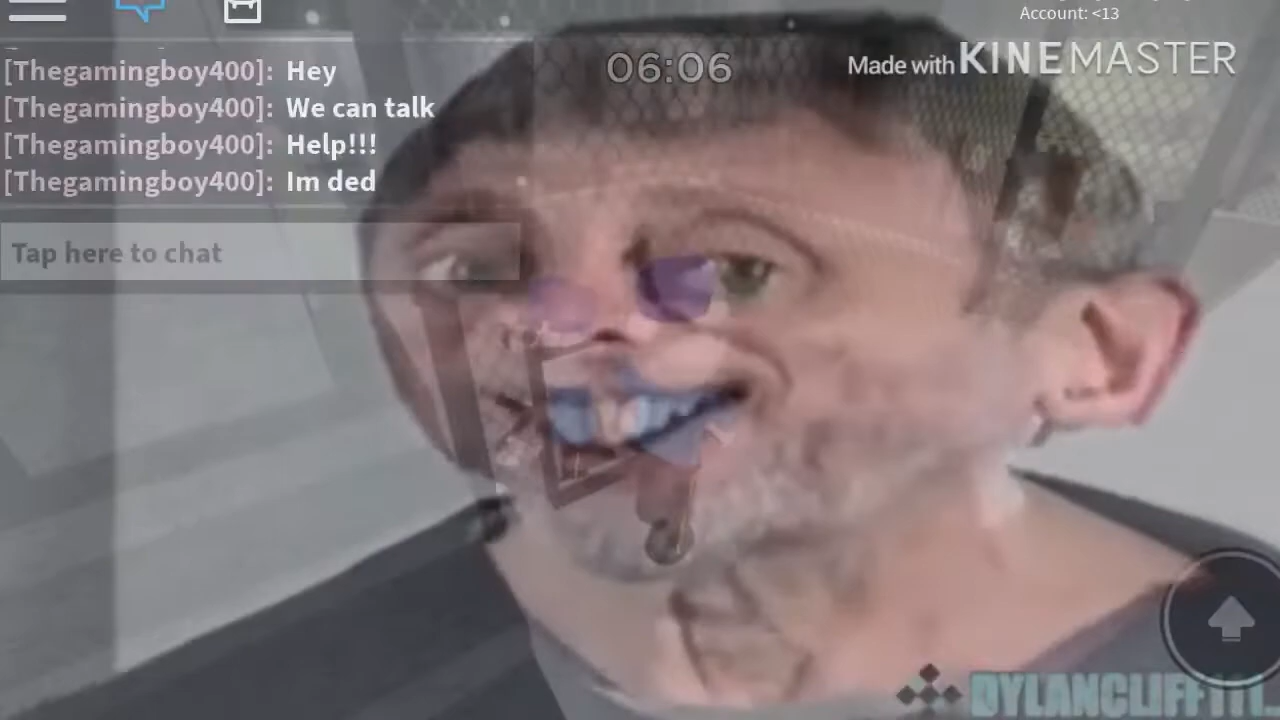 Account: <13
[Thegamingboy400]: Hey
06:06
Made with KINEMASTER
[Thegamingboy400]: We can talk
[Thegamingboy400]: Help!!!
[Thegamingboy400]: Im ded
Tap here to chat